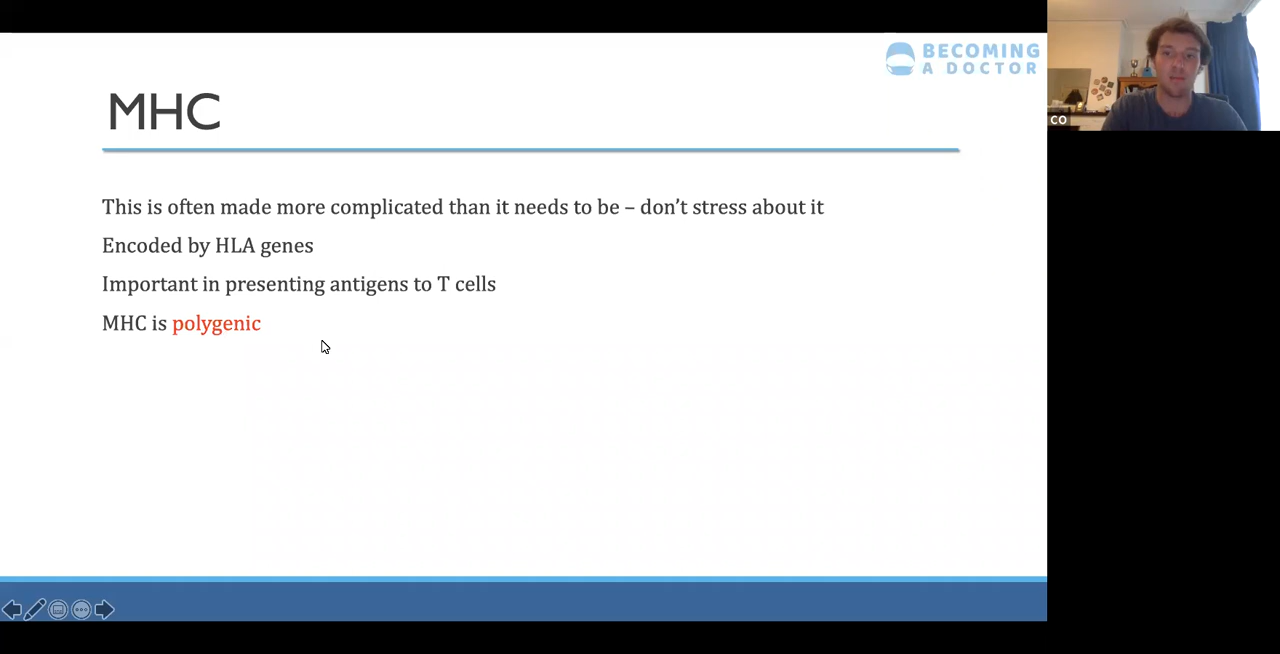 BECOMING
A DOCTOR
MHC
This is often made more complicated than it needs to be – don’t stress about it
Encoded by HLA genes
Important in presenting antigens to T cells
MHC is polygenic
CO